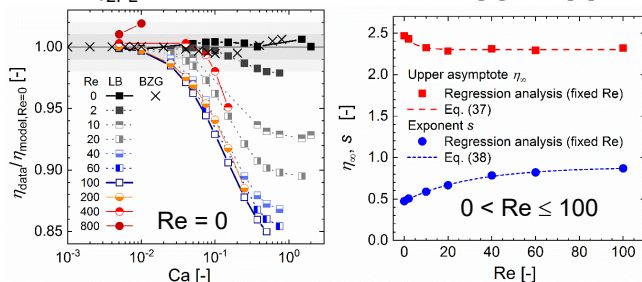 η_data/η_model,Re=0 [-]
1.00
0.95
0.90
0.85
Re LB BZG
0
2
10
20
40
60
100
200
400
800
Re = 0
10⁻³ 10⁻² 10⁻¹ 10⁰ 10¹
Ca [-]
η∞, s [-]
2.5
2.0
1.5
1.0
0.5
0.0
Upper asymptote η∞
Regression analysis (fixed Re)
Eq. (37)
Exponent s
Regression analysis (fixed Re)
Eq. (38)
0 < Re ≤ 100
0 20 40 60 80 100
Re [-]